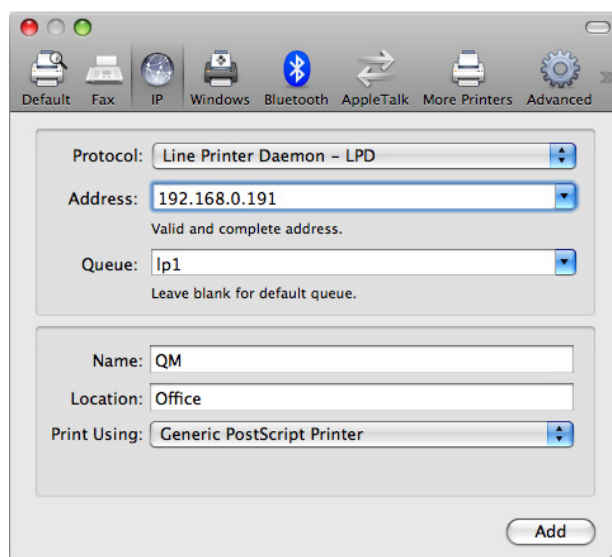 Default Fax IP Windows Bluetooth AppleTalk More Printers Advanced
Protocol: Line Printer Daemon – LPD
Address: 192.168.0.191
Valid and complete address.
Queue: lp1
Leave blank for default queue.
Name: QM
Location: Office
Print Using: Generic PostScript Printer
Add